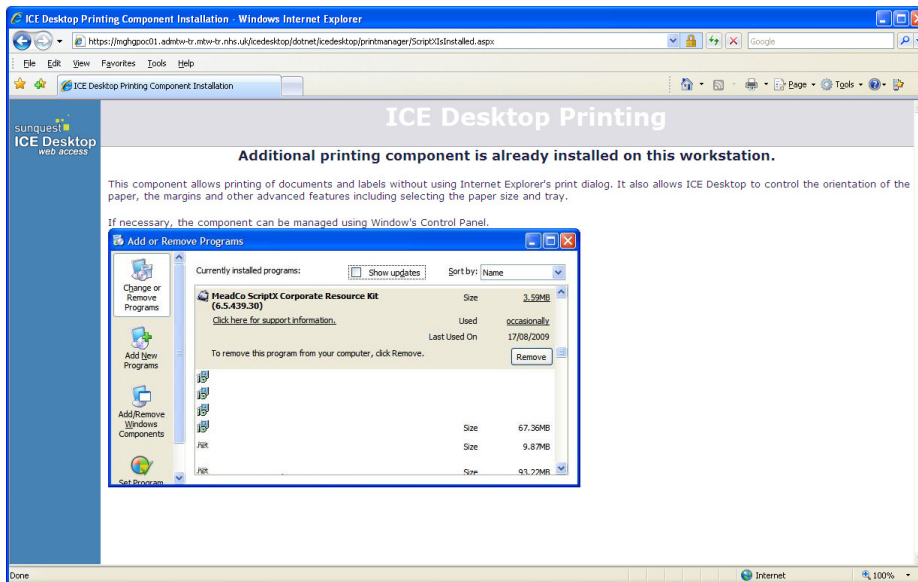 ICE Desktop Printing Component Installation - Windows Internet Explorer
https://mghgpoc01.admtw-tr.mtw-tr.nhs.uk/icedesktop/dotnet/icedesktop/printmanager/ScriptXIsInstalled.aspx
Google
File Edit View Favorites Tools Help
ICE Desktop Printing Component Installation
Page Tools
sunquest
ICE Desktop
web access
ICE Desktop Printing
Additional printing component is already installed on this workstation.
This component allows printing of documents and labels without using Internet Explorer's print dialog. It also allows ICE Desktop to control the orientation of the
paper, the margins and other advanced features including selecting the paper size and tray.
If necessary, the component can be managed using Window's Control Panel.
Add or Remove Programs
Change or
Remove
Programs
Add New
Programs
Add/Remove
Windows
Components
Set Program
Currently installed programs: Show updates Sort by: Name
MeadCo ScriptX Corporate Resource Kit Size 3.59MB
(6.5.439.30)
Click here for support information. Used occasionally
Last Used On 17/08/2009
To remove this program from your computer, click Remove. Remove
Size 67.36MB
Size 9.87MB
Size 93.22MB
Done Internet 100%